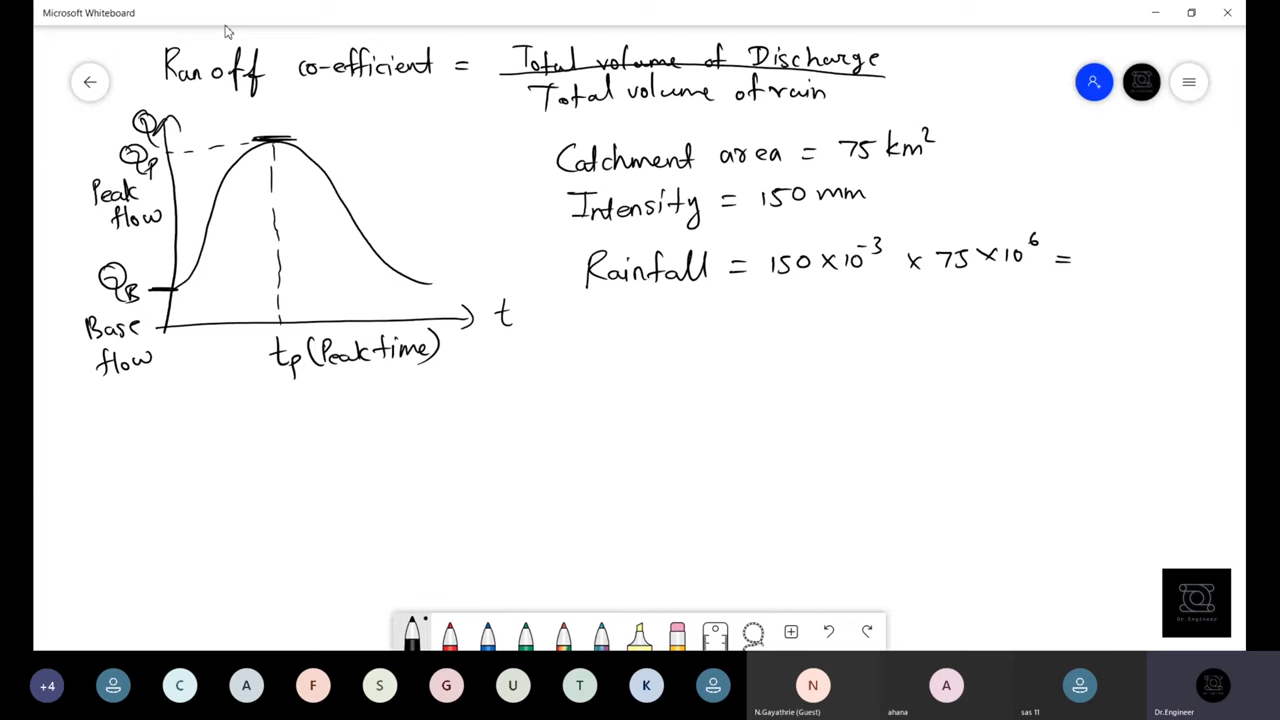 Microsoft Whiteboard
Run off co-efficient = Total volume of Discharge
Total volume of rain
Q
Qp
Peak
flow
QB
Base
flow
tp (Peak time)
t
Catchment area = 75 km²
Intensity = 150 mm
Rainfall = 150 × 10⁻³ × 75 × 10⁶ =
Dr.Engineer
+4
C
A
F
S
G
U
T
K
N
A
N.Gayathrie (Guest)
ahana
sas 11
Dr.Engineer